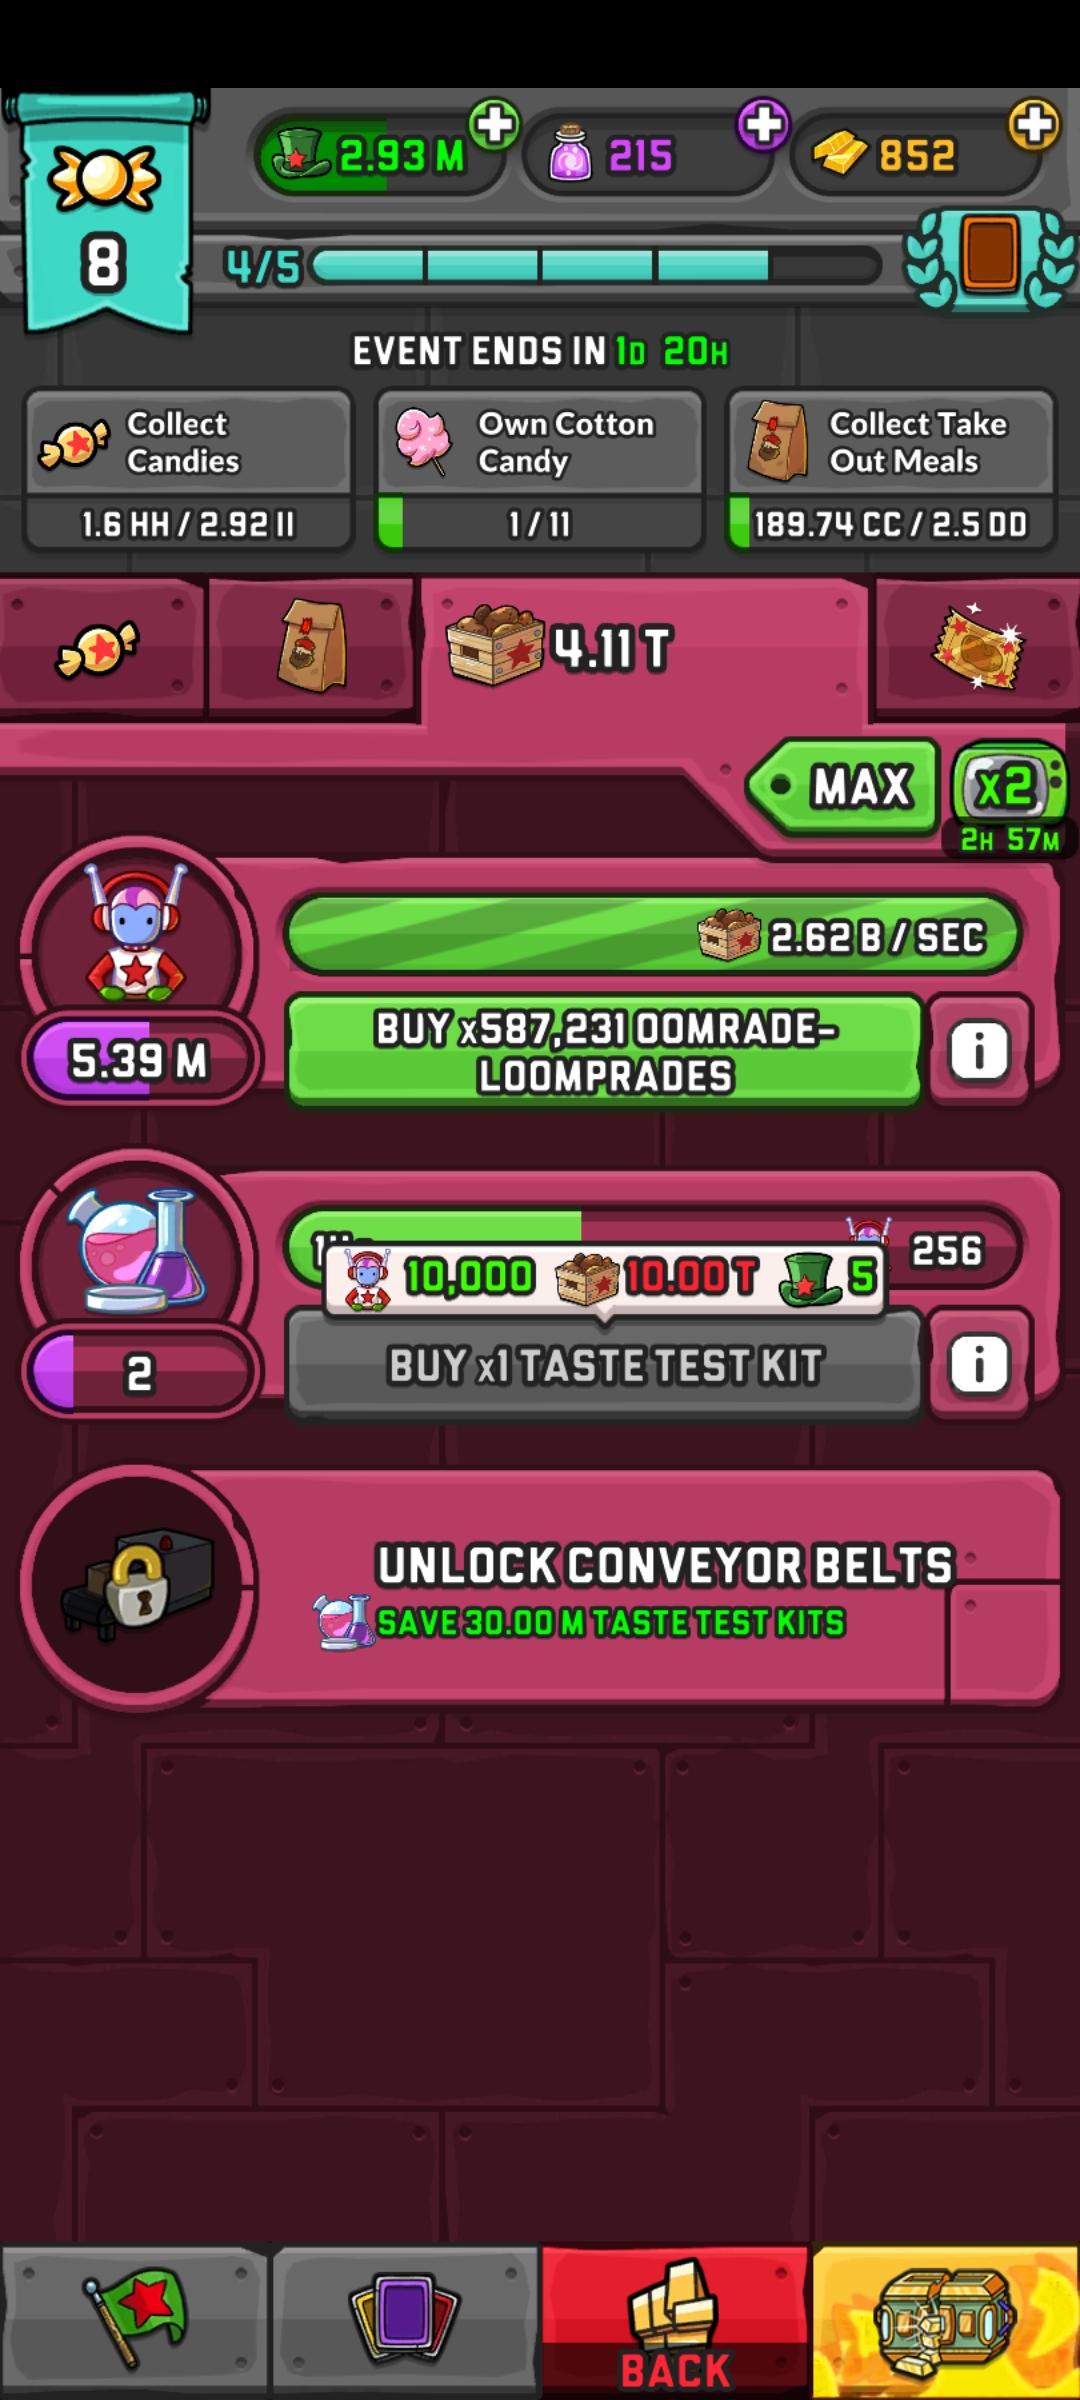 2.93 M
215
852
8
4/5
EVENT ENDS IN 1D 20H
Collect
Candies
1.6 HH / 2.92 II
Own Cotton
Candy
1 / 11
Collect Take
Out Meals
189.74 CC / 2.5 DD
4.11 T
MAX
x2
2H 57M
2.62 B / SEC
5.39 M
BUY x587,231 OOMRADE-
LOOMPRADES
256
10,000
10.00 T
5
2
BUY x1 TASTE TEST KIT
UNLOCK CONVEYOR BELTS
SAVE 30.00 M TASTE TEST KITS
BACK